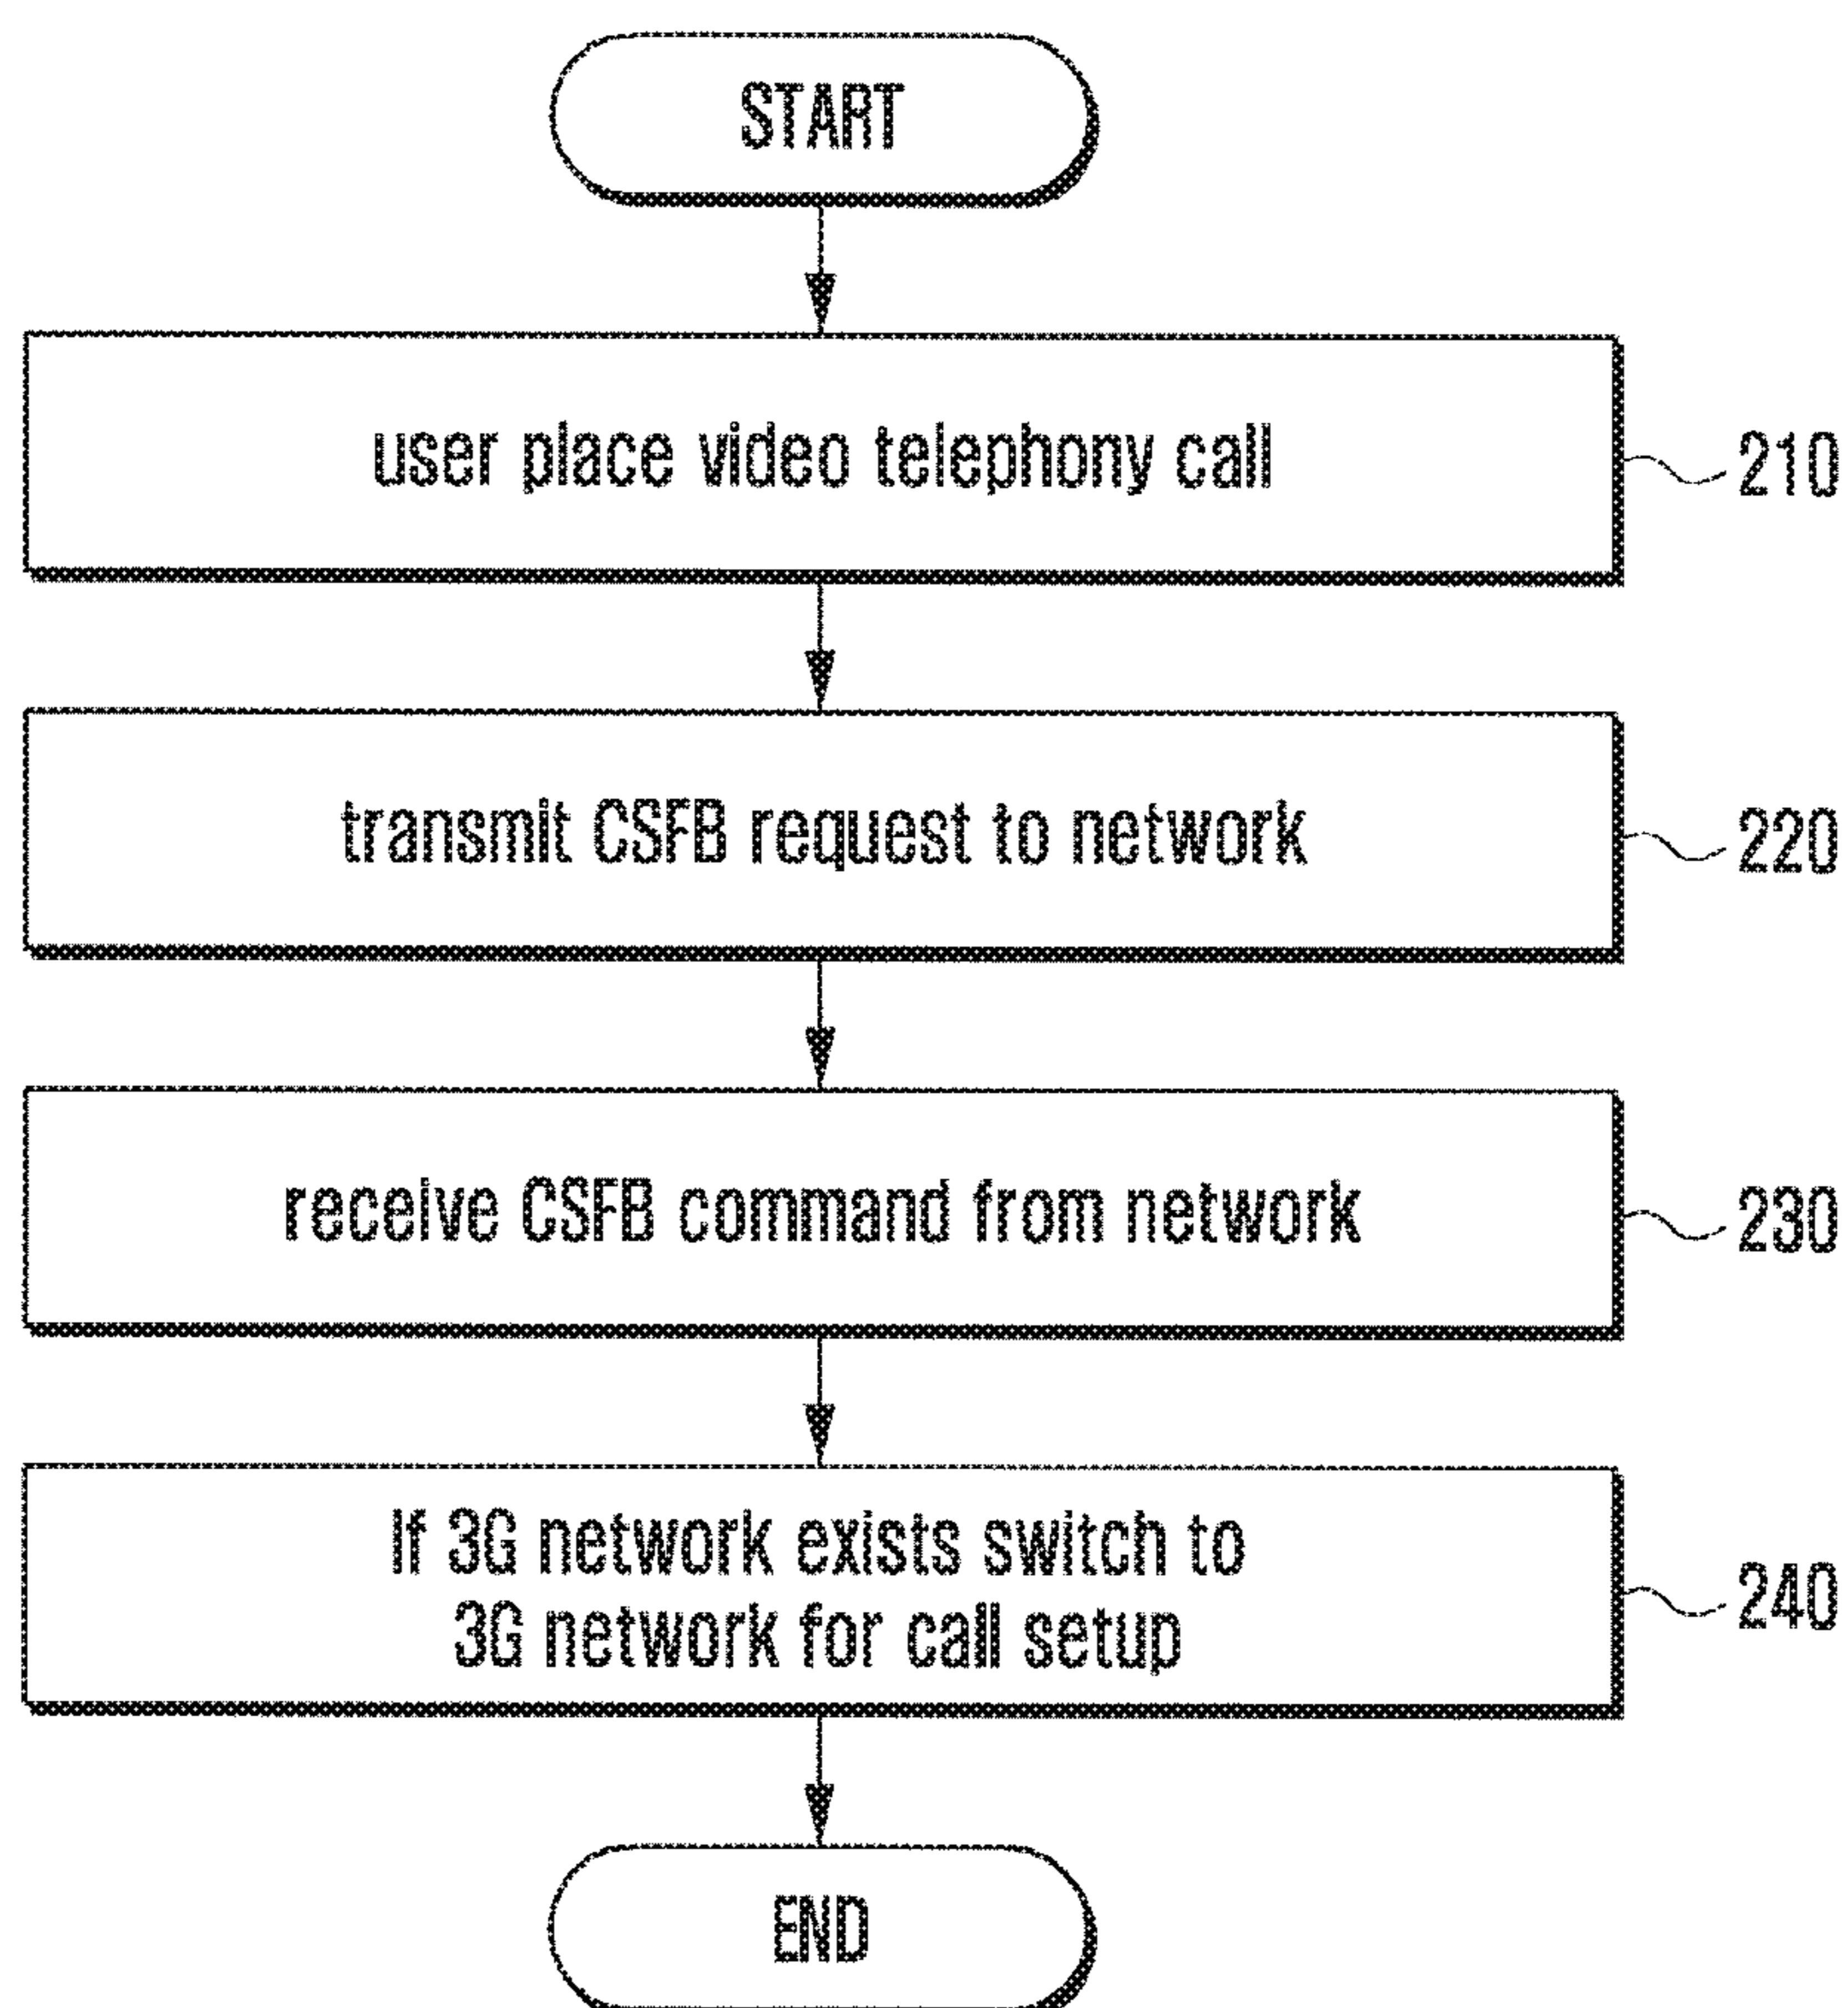 START
user place video telephony call
210
transmit CSFB request to network
220
receive CSFB command from network
230
If 3G network exists switch to
3G network for call setup
240
END